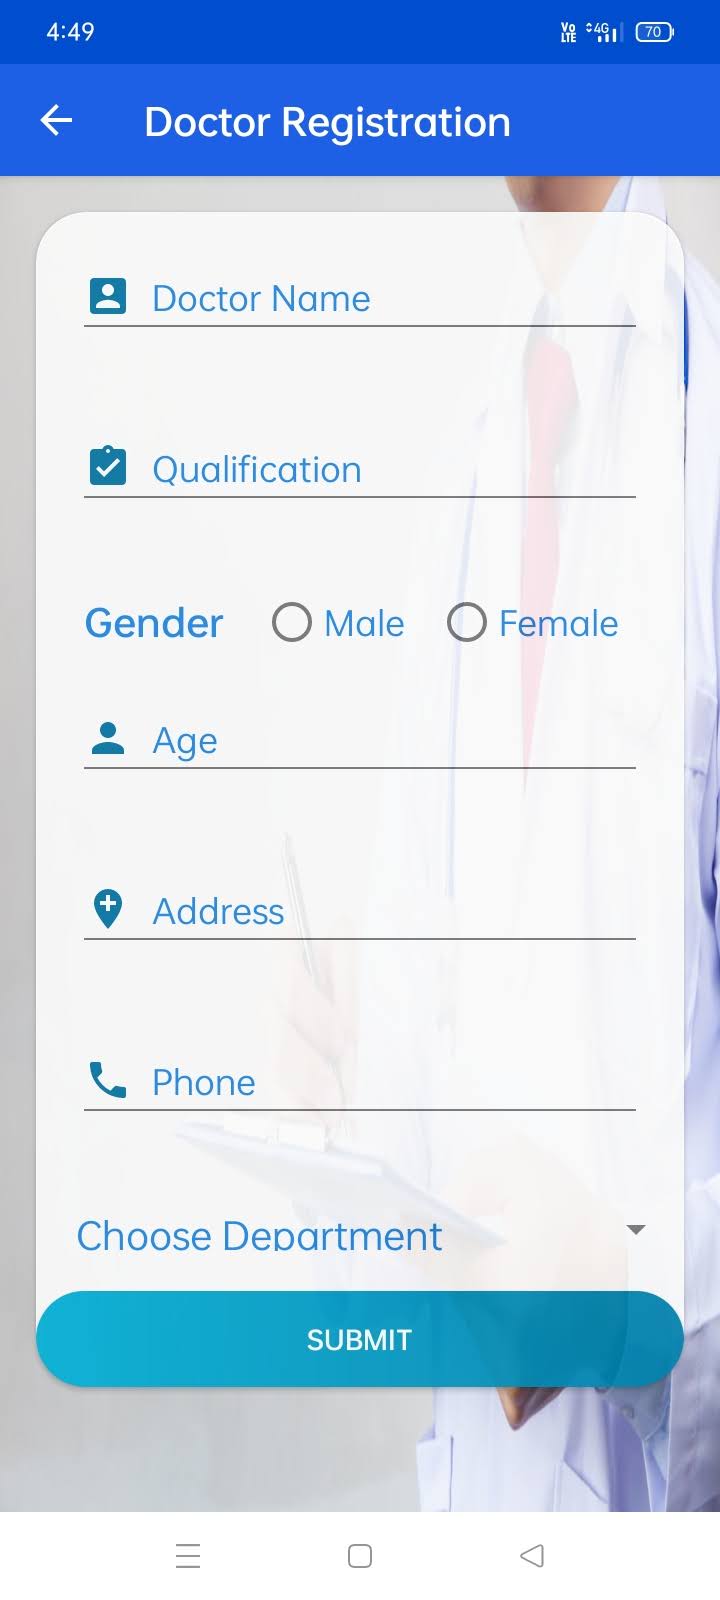 4:49
Vo LTE 4G 70
Doctor Registration
Doctor Name
Qualification
Gender Male Female
Age
Address
Phone
Choose Department
SUBMIT